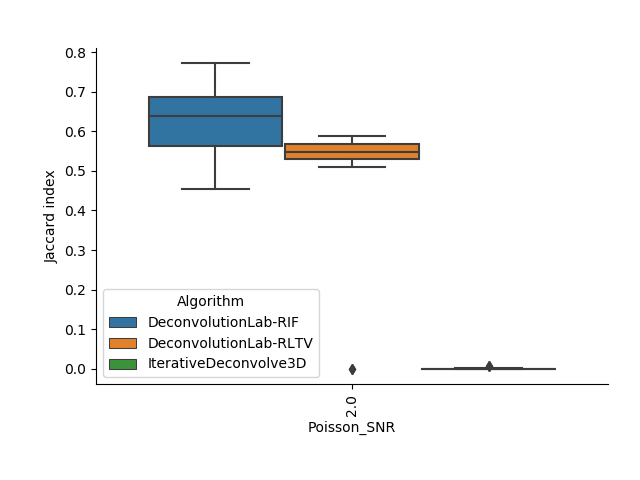 0.8
0.7
0.6
0.5
0.4
0.3
0.2
0.1
0.0
Jaccard index
Algorithm
DeconvolutionLab-RIF
DeconvolutionLab-RLTV
IterativeDeconvolve3D
2.0
Poisson_SNR